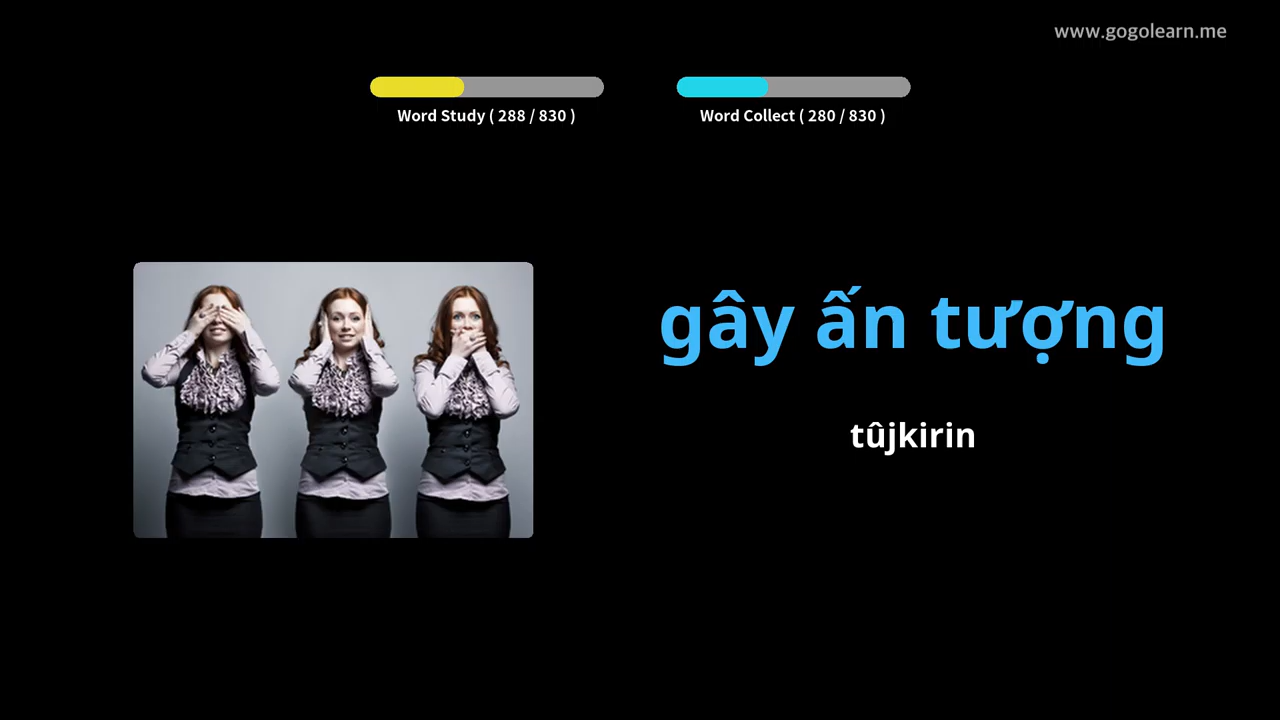 www.gogolearn.me
Word Study ( 288 / 830 )
Word Collect ( 280 / 830 )
gây ấn tượng
tûjkirin